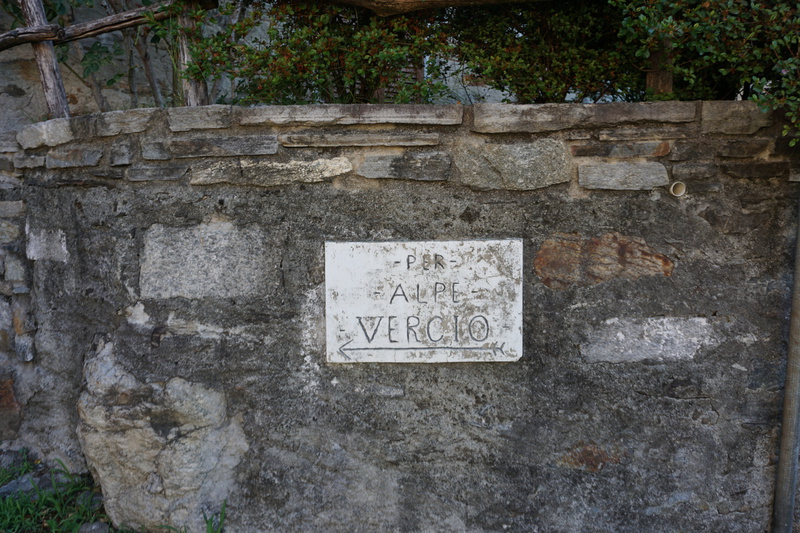 -PER-
-ALPE-
-VERCIO-